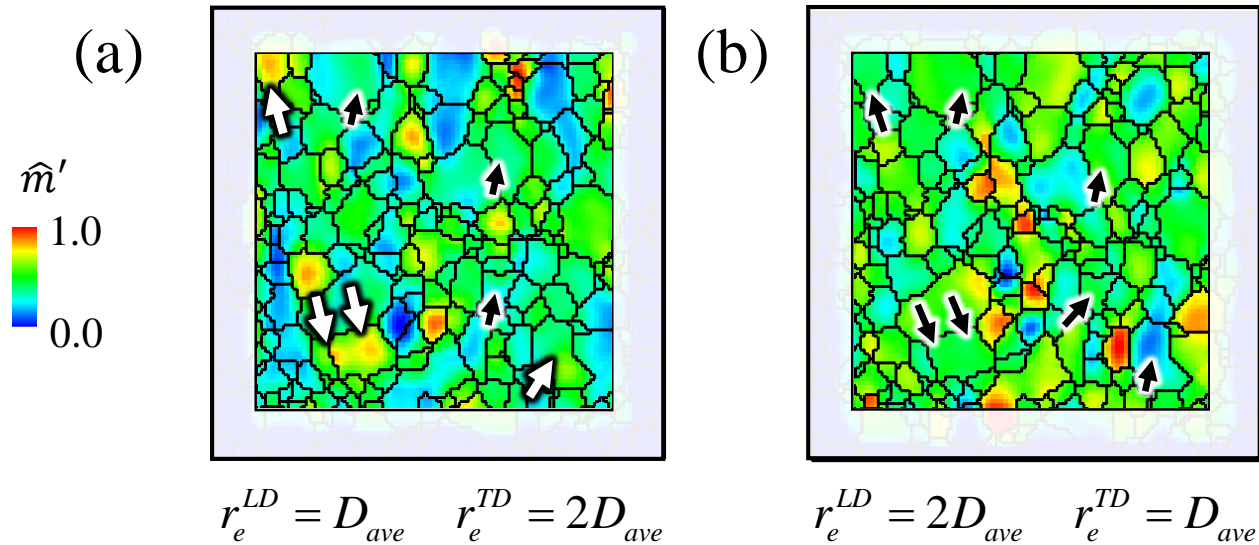 (a)
(b)
m̂′
1.0
0.0
r_e^{LD} = D_{ave} r_e^{TD} = 2D_{ave}
r_e^{LD} = 2D_{ave} r_e^{TD} = D_{ave}